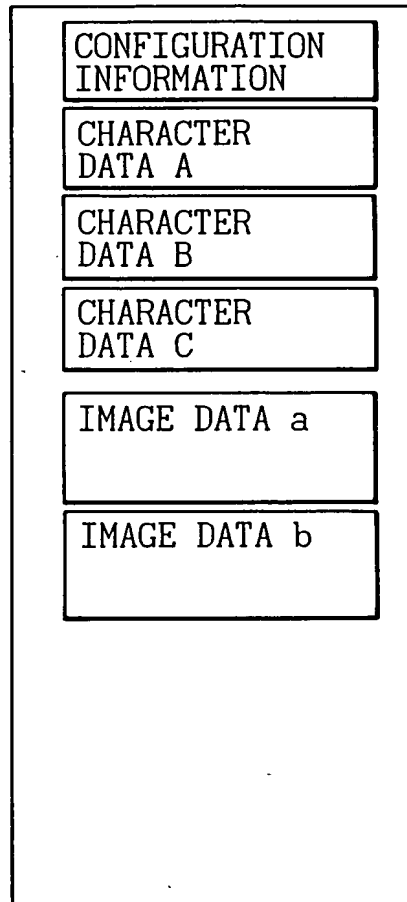 CONFIGURATION
INFORMATION
CHARACTER
DATA A
CHARACTER
DATA B
CHARACTER
DATA C
IMAGE DATA a
IMAGE DATA b